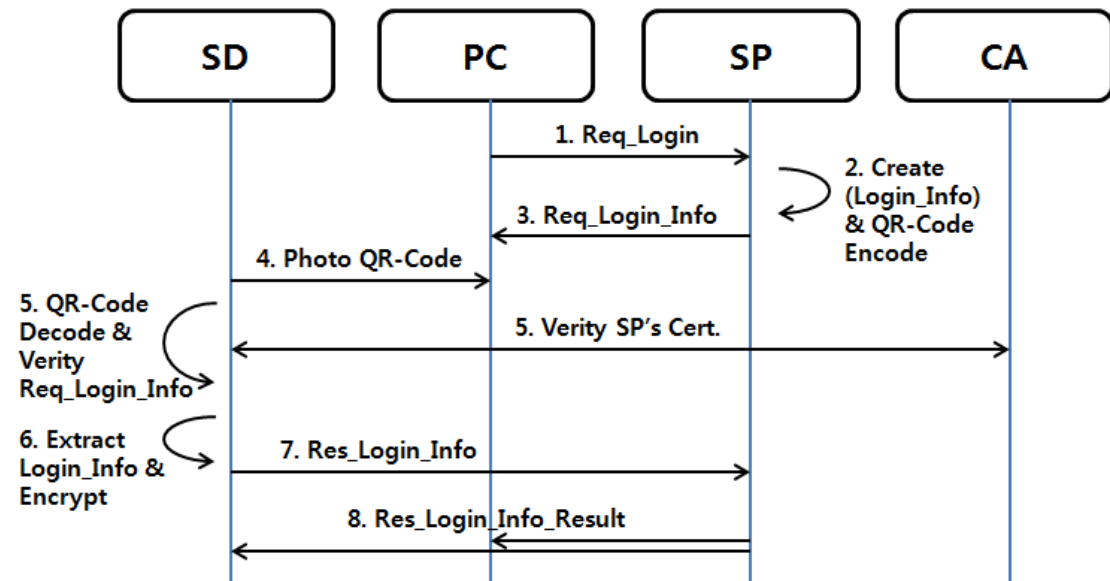 SD
PC
SP
CA
1. Req_Login
2. Create
(Login_Info)
& QR-Code
Encode
3. Req_Login_Info
4. Photo QR-Code
5. QR-Code
Decode &
Verity
Req_Login_Info
5. Verity SP's Cert.
6. Extract
Login_Info &
Encrypt
7. Res_Login_Info
8. Res_Login_Info_Result